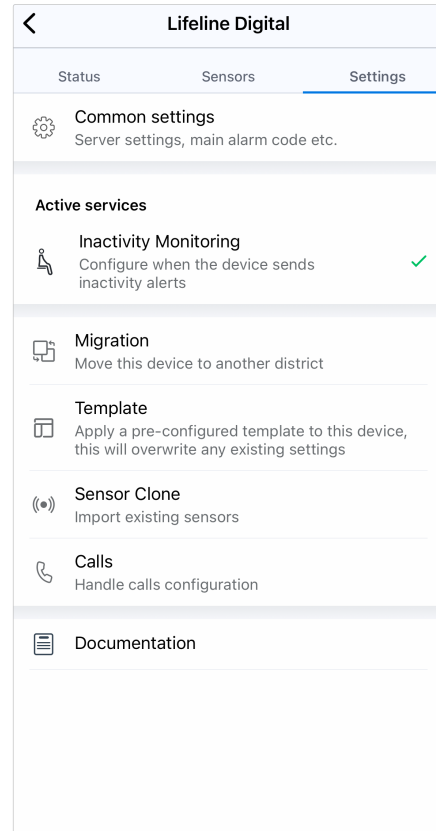 Lifeline Digital
Status Sensors Settings
Common settings
Server settings, main alarm code etc.
Active services
Inactivity Monitoring
Configure when the device sends
inactivity alerts
Migration
Move this device to another district
Template
Apply a pre-configured template to this device,
this will overwrite any existing settings
Sensor Clone
Import existing sensors
Calls
Handle calls configuration
Documentation